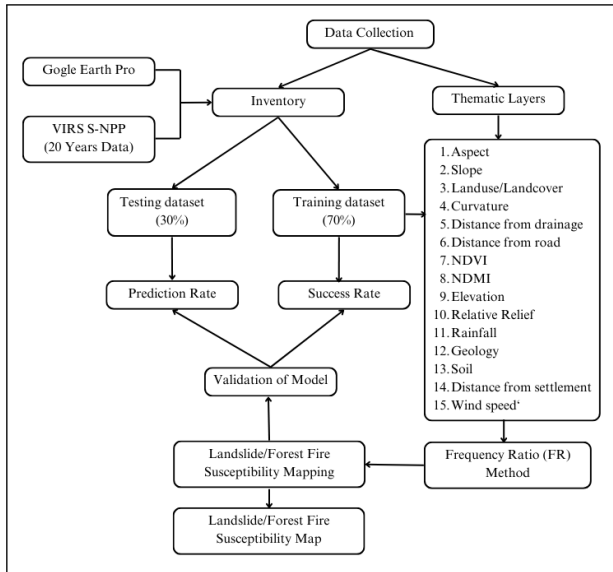 Data Collection
Gogle Earth Pro
Inventory
Thematic Layers
VIRS S-NPP
(20 Years Data)
Testing dataset
(30%)
Training dataset
(70%)
1. Aspect
2. Slope
3. Landuse/Landcover
4. Curvature
5. Distance from drainage
6. Distance from road
7. NDVI
8. NDMI
9. Elevation
10. Relative Relief
11. Rainfall
12. Geology
13. Soil
14. Distance from settlement
15. Wind speed‘
Prediction Rate
Success Rate
Validation of Model
Landslide/Forest Fire
Susceptibility Mapping
Frequency Ratio (FR)
Method
Landslide/Forest Fire
Susceptibility Map